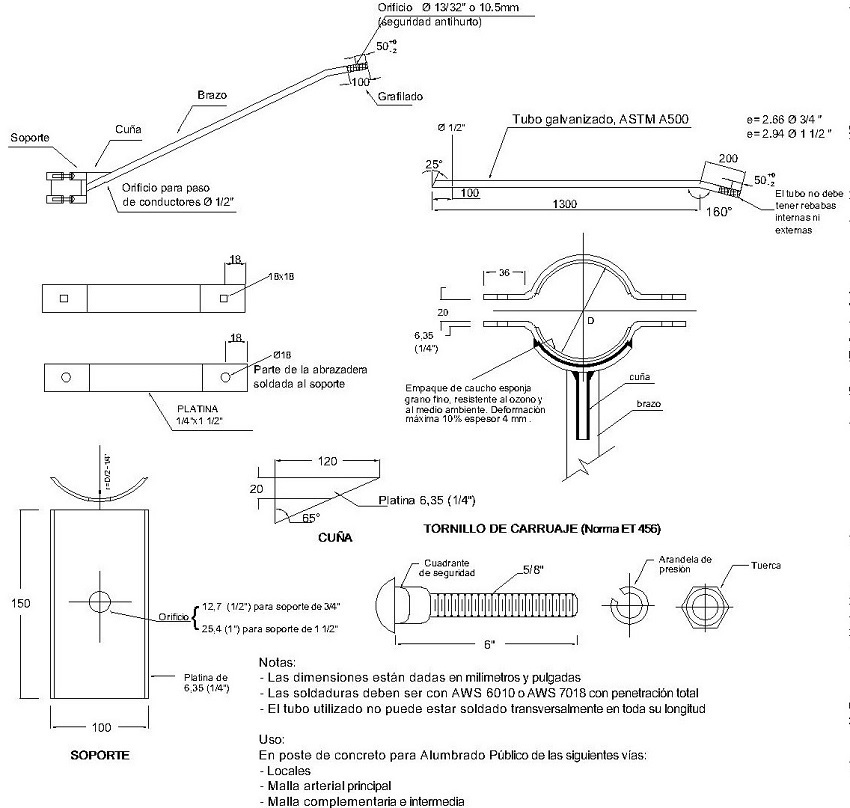 Orificio Ø 13/32" o 10.5mm
(seguridad antihurto)
50 +0 -2
100
Grafilado
Brazo
Cuña
Soporte
Orificio para paso
de conductores Ø 1/2"
Tubo galvanizado, ASTM A500
e= 2.66 Ø 3/4 "
e= 2.94 Ø 1 1/2 "
Ø 1/2"
25°
200
50 +0 -2
100
1300
160°
El tubo no debe
tener rebabas
internas ni
externas
18
18x18
18
Ø18
Parte de la abrazadera
soldada al soporte
PLATINA
1/4"x1 1/2"
36
20
6,35
(1/4")
D
Empaque de caucho esponja
grano fino, resistente al ozono y
al medio ambiente. Deformación
máxima 10% espesor 4 mm .
cuña
brazo
r=D/2-1/4"
150
Orificio
12,7 (1/2") para soporte de 3/4"
25,4 (1") para soporte de 1 1/2"
Platina de
6,35 (1/4")
100
SOPORTE
120
20
65°
Platina 6,35 (1/4")
CUÑA
TORNILLO DE CARRUAJE (Norma ET 456)
Cuadrante
de seguridad
5/8"
6"
Arandela de
presión
Tuerca
Notas:
- Las dimensiones están dadas en milimetros y pulgadas
- Las soldaduras deben ser con AWS 6010 o AWS 7018 con penetración total
- El tubo utilizado no puede estar soldado transversalmente en toda su longitud
Uso:
En poste de concreto para Alumbrado Público de las siguientes vías:
- Locales
- Malla arterial principal
- Malla complementaria e intermedia